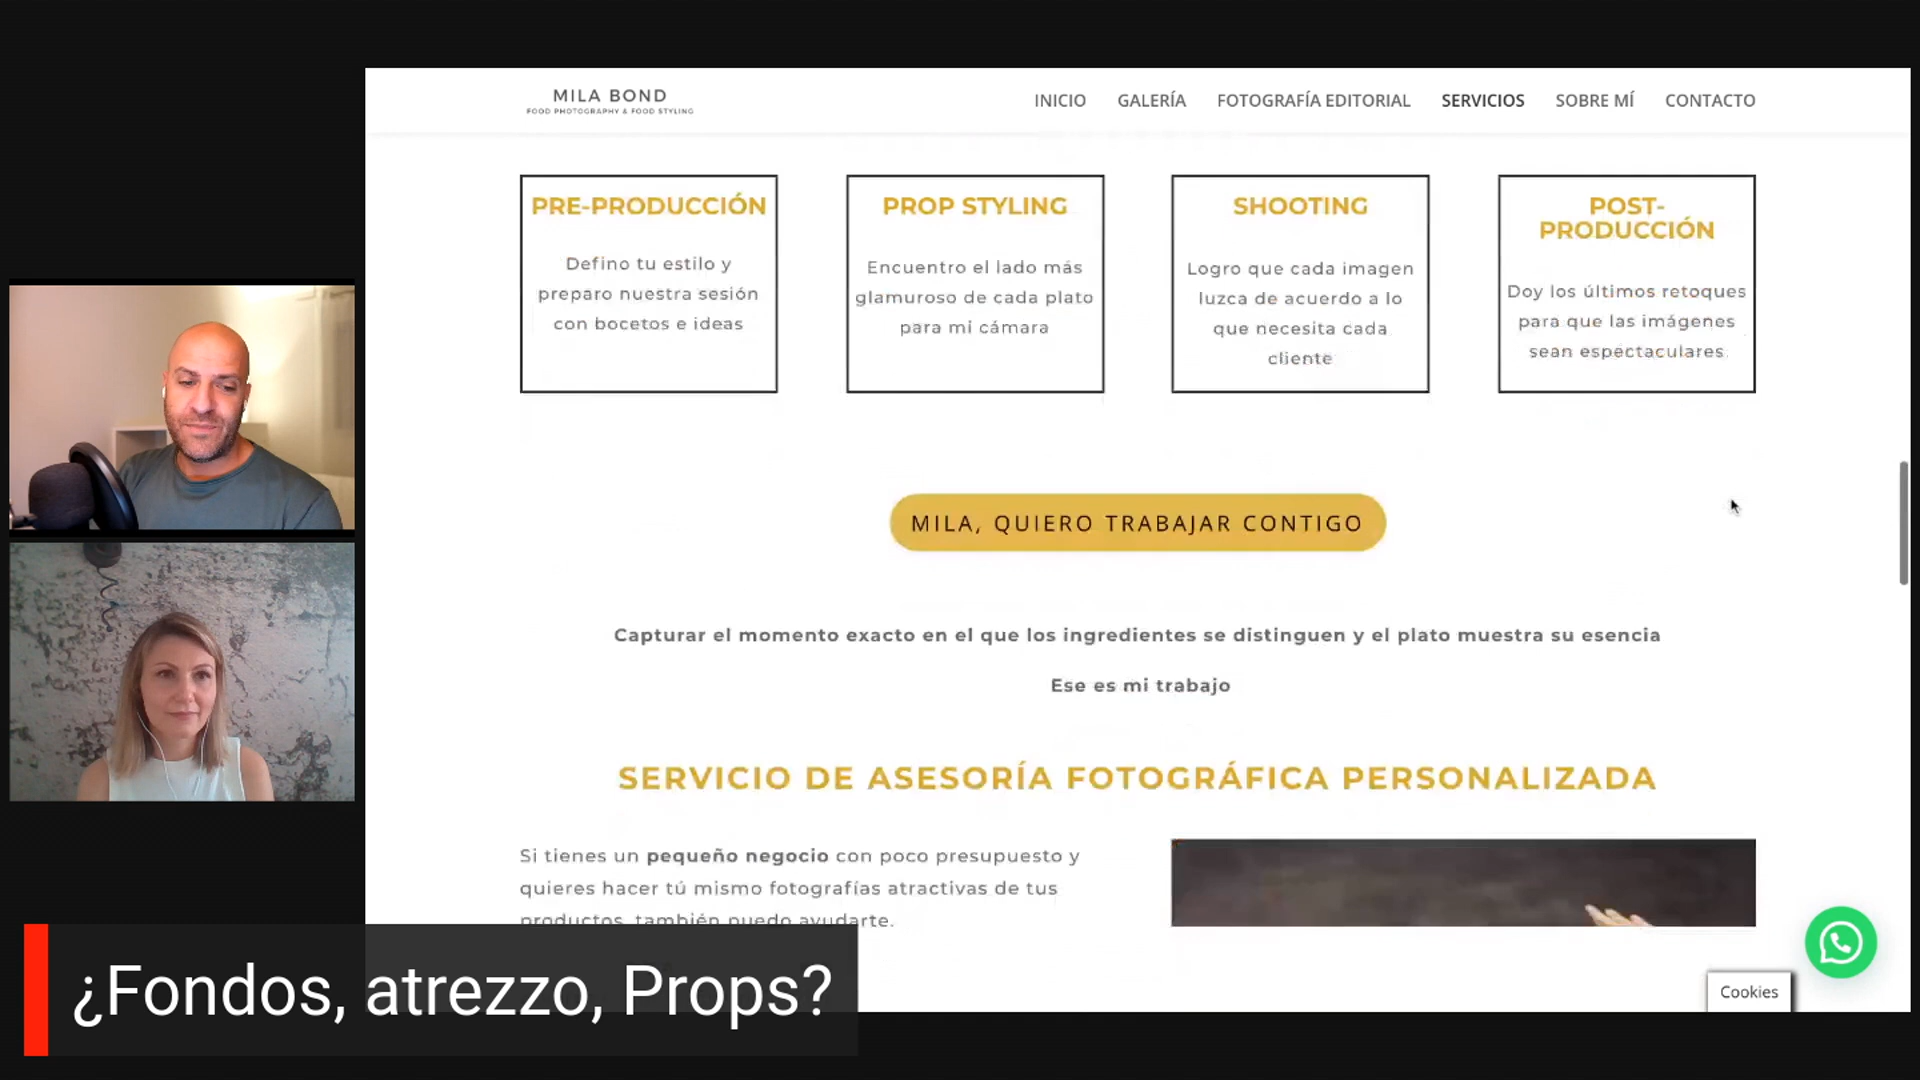 MILA BOND
FOOD PHOTOGRAPHY & FOOD STYLING
INICIO GALERÍA FOTOGRAFÍA EDITORIAL SERVICIOS SOBRE MÍ CONTACTO
PRE-PRODUCCIÓN
Defino tu estilo y
preparo nuestra sesión
con bocetos e ideas
PROP STYLING
Encuentro el lado más
glamuroso de cada plato
para mi cámara
SHOOTING
Logro que cada imagen
luzca de acuerdo a lo
que necesita cada
cliente
POST-
PRODUCCIÓN
Doy los últimos retoques
para que las imágenes
sean espectaculares
MILA, QUIERO TRABAJAR CONTIGO
Capturar el momento exacto en el que los ingredientes se distinguen y el plato muestra su esencia
Ese es mi trabajo
SERVICIO DE ASESORÍA FOTOGRÁFICA PERSONALIZADA
Si tienes un pequeño negocio con poco presupuesto y
quieres hacer tú mismo fotografías atractivas de tus
productos, también puedo ayudarte.
¿Fondos, atrezzo, Props?
Cookies